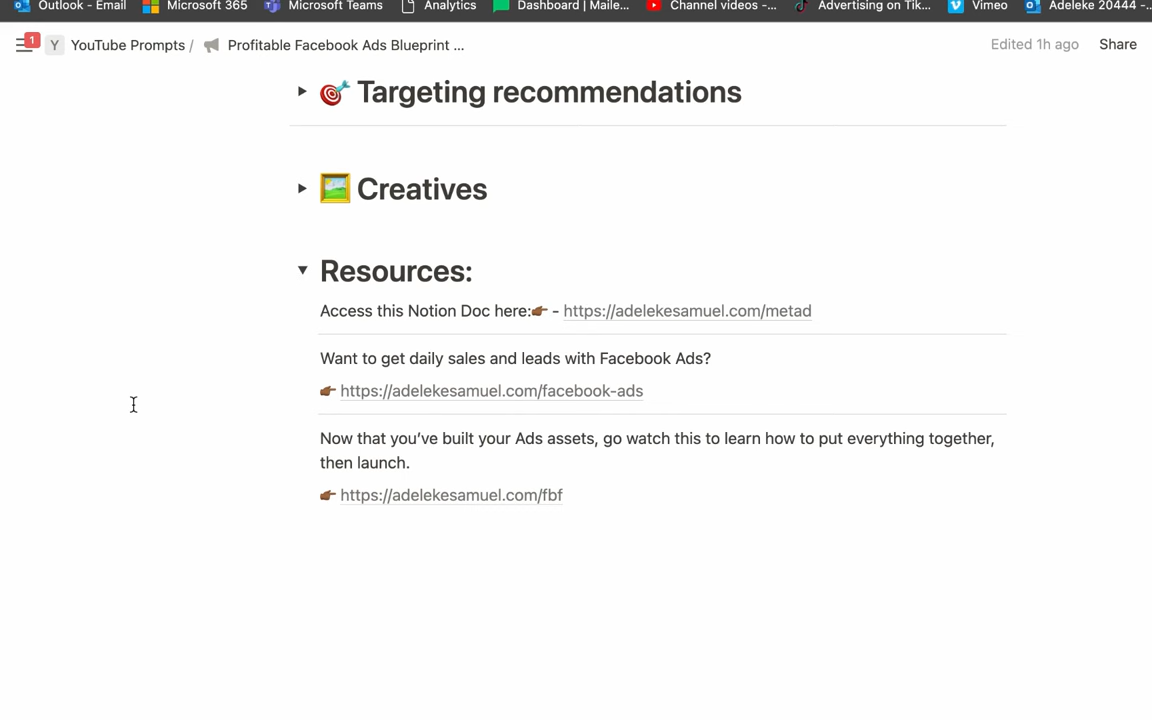 Outlook - Email Microsoft 365 Microsoft Teams Analytics Dashboard | Maile... Channel videos -... Advertising on Tik... Vimeo Adeleke 20444 -...
1 Y YouTube Prompts / Profitable Facebook Ads Blueprint ... Edited 1h ago Share
Targeting recommendations
Creatives
Resources:
Access this Notion Doc here: - https://adelekesamuel.com/metad
Want to get daily sales and leads with Facebook Ads?
https://adelekesamuel.com/facebook-ads
Now that you’ve built your Ads assets, go watch this to learn how to put everything together,
then launch.
https://adelekesamuel.com/fbf